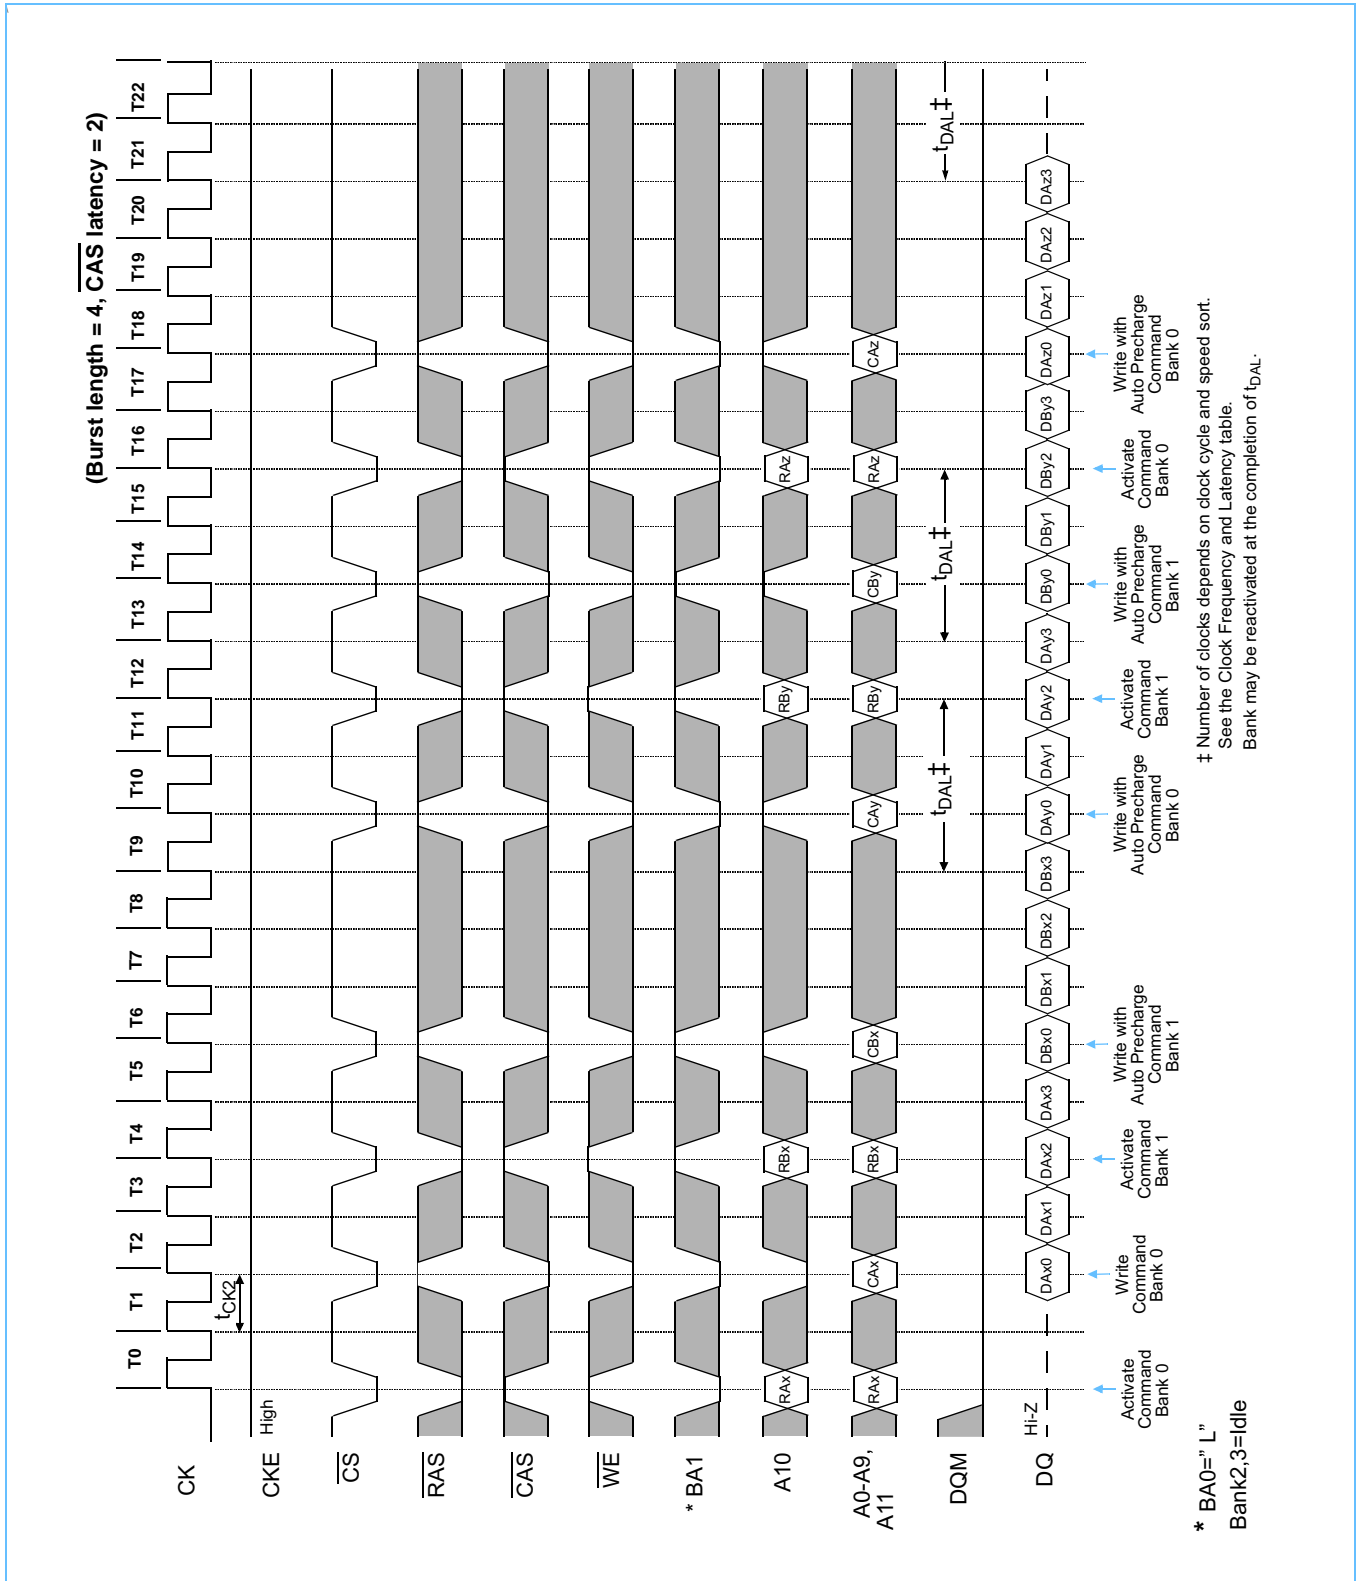 (Burst length = 4, CAS latency = 2)
T0 T1 T2 T3 T4 T5 T6 T7 T8 T9 T10 T11 T12 T13 T14 T15 T16 T17 T18 T19 T20 T21 T22
CK
tCK2
CKE
High
CS
RAS
CAS
WE
* BA1
A10
RAx RBx RBy RAz
A0-A9,
A11
RAx CAx RBx CBx CAy RBy CBy RAz CAz
DQM
tDAL‡ tDAL‡ tDAL‡
DQ
Hi-Z
DAx0 DAx1 DAx2 DAx3 DBx0 DBx1 DBx2 DBx3 DAy0 DAy1 DAy2 DAy3 DBy0 DBy1 DBy2 DBy3 DAz0 DAz1 DAz2 DAz3
Activate
Command
Bank 0
Write
Command
Bank 0
Activate
Command
Bank 1
Write with
Auto Precharge
Command
Bank 1
Write with
Auto Precharge
Command
Bank 0
Activate
Command
Bank 1
Write with
Auto Precharge
Command
Bank 1
Activate
Command
Bank 0
Write with
Auto Precharge
Command
Bank 0
* BA0=” L”
Bank2,3=Idle
‡ Number of clocks depends on clock cycle and speed sort.
See the Clock Frequency and Latency table.
Bank may be reactivated at the completion of tDAL.